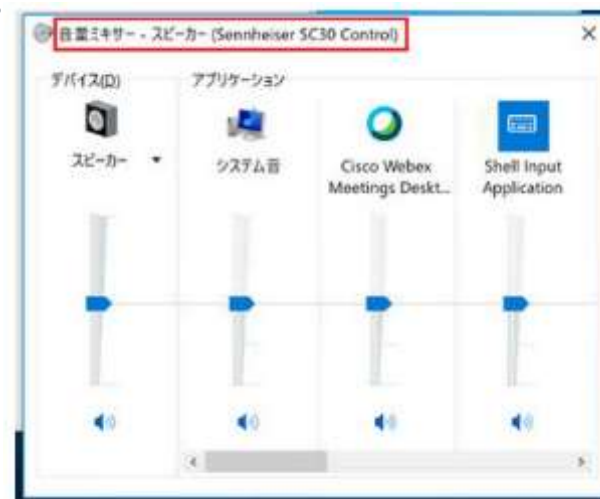 音量ミキサー - スピーカー (Sennheiser SC30 Control)
デバイス(D)
アプリケーション
スピーカー
システム音
Cisco Webex
Meetings Deskt...
Shell Input
Application